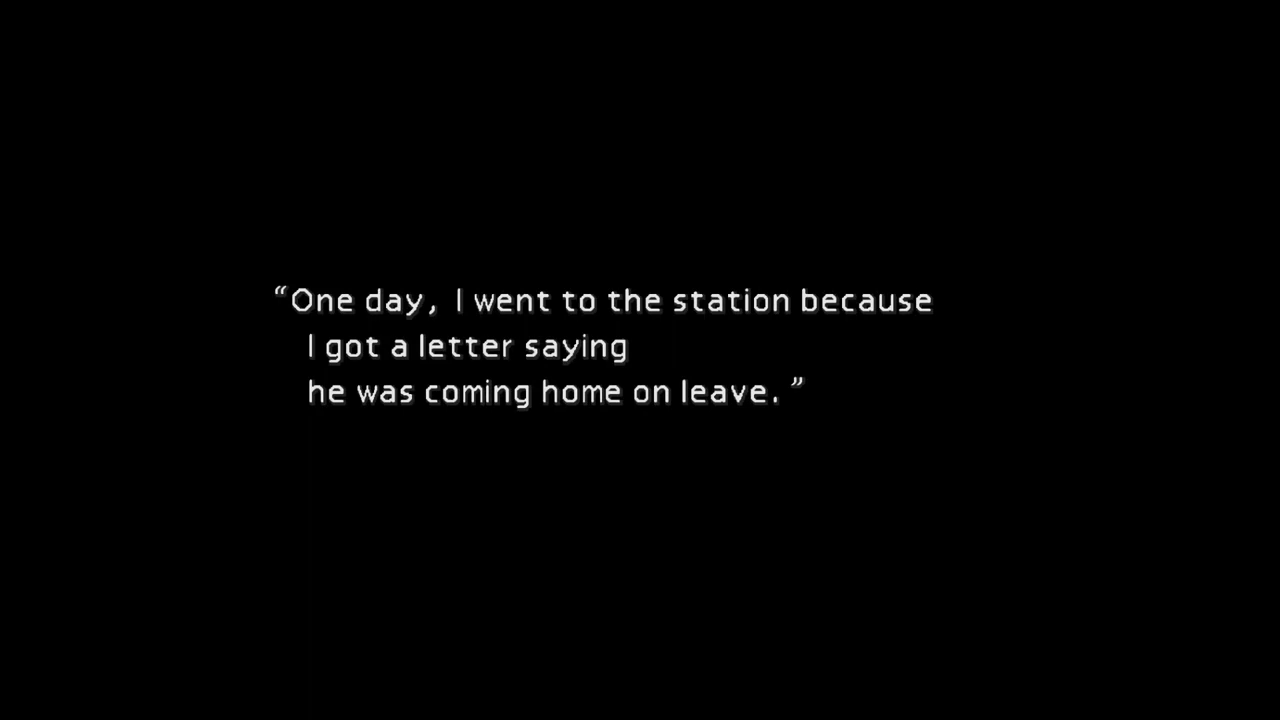 “One day, I went to the station because
I got a letter saying
he was coming home on leave.”